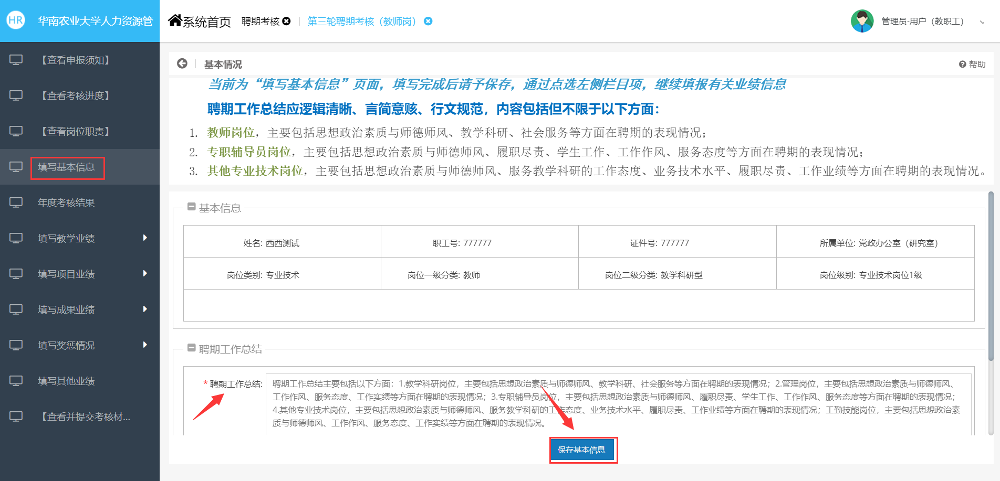 HR 华南农业大学人力资源管
系统首页 聘期考核 第三轮聘期考核（教师岗） 管理员-用户（教职工）
【查看申报须知】
【查看考核进度】
【查看岗位职责】
填写基本信息
年度考核结果
填写教学业绩
填写项目业绩
填写成果业绩
填写奖惩情况
填写其他业绩
【查看并提交考核材...
基本情况 帮助
当前为“填写基本信息”页面，填写完成后请予保存，通过点选左侧栏目项，继续填报有关业绩信息
聘期工作总结应逻辑清晰、言简意赅、行文规范，内容包括但不限于以下方面：
1. 教师岗位，主要包括思想政治素质与师德师风、教学科研、社会服务等方面在聘期的表现情况；
2. 专职辅导员岗位，主要包括思想政治素质与师德师风、履职尽责、学生工作、工作作风、服务态度等方面在聘期的表现情况；
3. 其他专业技术岗位，主要包括思想政治素质与师德师风、服务教学科研的工作态度、业务技术水平、履职尽责、工作业绩等方面在聘期的表现情况。
基本信息
姓名: 西西测试 职工号: 777777 证件号: 777777 所属单位: 党政办公室（研究室）
岗位类别: 专业技术 岗位一级分类: 教师 岗位二级分类: 教学科研型 岗位级别: 专业技术岗位1级
聘期工作总结
* 聘期工作总结: 聘期工作总结主要包括以下方面：1.教学科研岗位，主要包括思想政治素质与师德师风、教学科研、社会服务等方面在聘期的表现情况；2.管理岗位，主要包括思想政治素质与师德师风、
工作作风、服务态度、工作实绩等方面在聘期的表现情况；3.专职辅导员岗位，主要包括思想政治素质与师德师风、履职尽责、学生工作、工作作风、服务态度等方面在聘期的表现情况；
4.其他专业技术岗位，主要包括思想政治素质与师德师风、服务教学科研的工作态度、业务技术水平、履职尽责、工作业绩等方面在聘期的表现情况；工勤技能岗位，主要包括思想政治素
质与师德师风、工作作风、服务态度、工作实绩等方面在聘期的表现情况。
保存基本信息